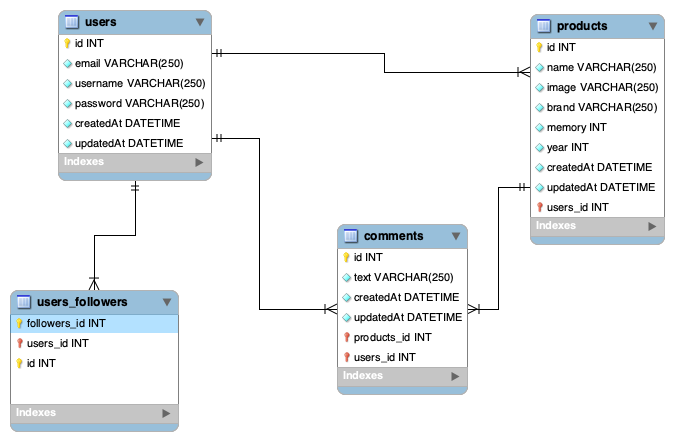 users
id INT
email VARCHAR(250)
username VARCHAR(250)
password VARCHAR(250)
createdAt DATETIME
updatedAt DATETIME
Indexes
products
id INT
name VARCHAR(250)
image VARCHAR(250)
brand VARCHAR(250)
memory INT
year INT
createdAt DATETIME
updatedAt DATETIME
users_id INT
Indexes
comments
id INT
text VARCHAR(250)
createdAt DATETIME
updatedAt DATETIME
products_id INT
users_id INT
Indexes
users_followers
followers_id INT
users_id INT
id INT
Indexes